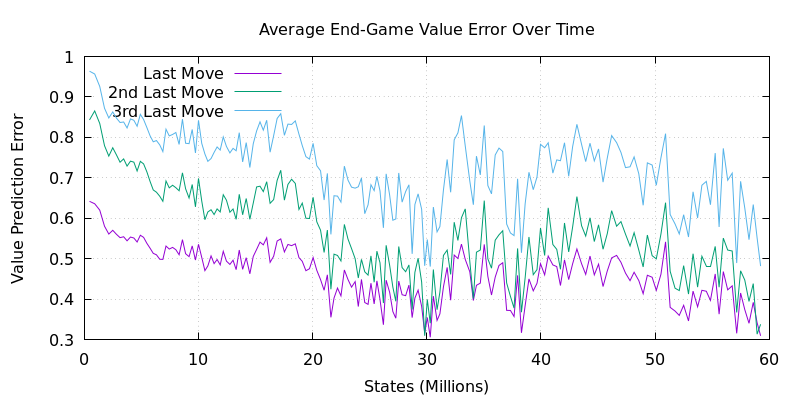 Average End-Game Value Error Over Time
Value Prediction Error
1
0.9
0.8
0.7
0.6
0.5
0.4
0.3
Last Move
2nd Last Move
3rd Last Move
0 10 20 30 40 50 60
States (Millions)